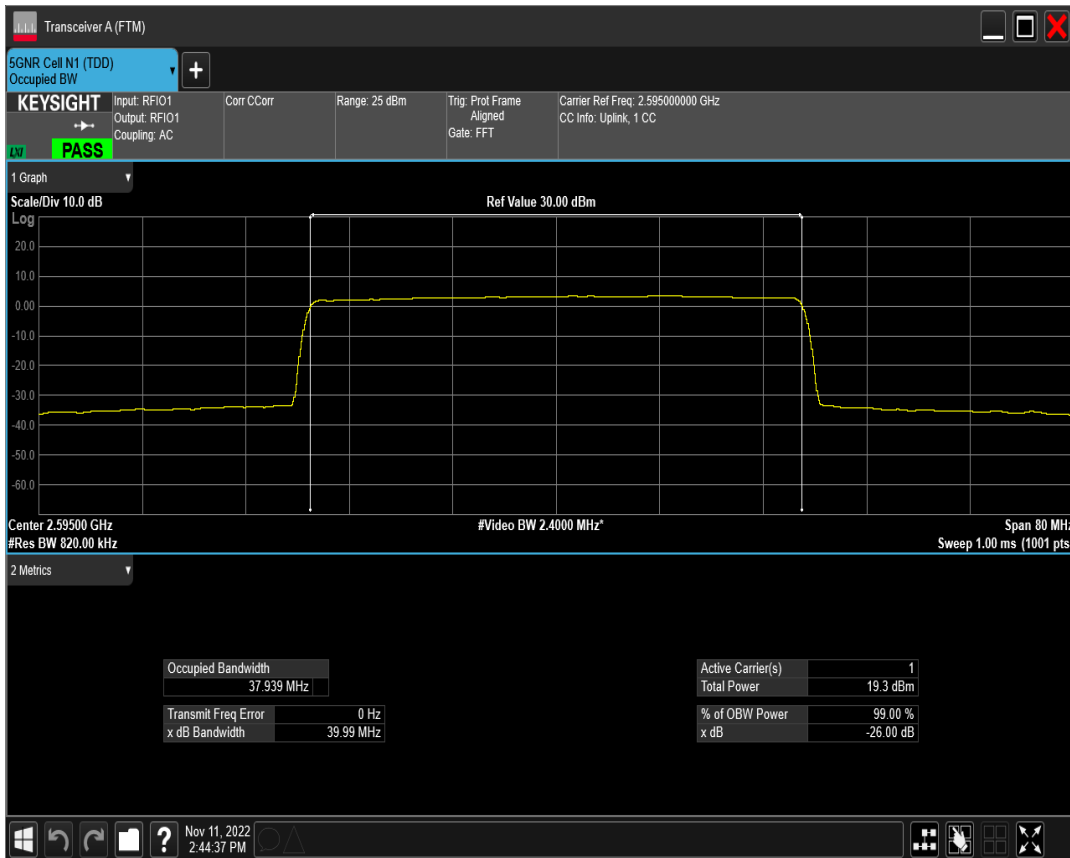 Transceiver A (FTM)
5GNR Cell N1 (TDD)
Occupied BW
KEYSIGHT
LXI
PASS
Input: RFIO1
Output: RFIO1
Coupling: AC
Corr CCorr
Range: 25 dBm
Trig: Prot Frame
Aligned
Gate: FFT
Carrier Ref Freq: 2.595000000 GHz
CC Info: Uplink, 1 CC
1 Graph
Scale/Div 10.0 dB
Ref Value 30.00 dBm
Log
20.0
10.0
0.00
-10.0
-20.0
-30.0
-40.0
-50.0
-60.0
Center 2.59500 GHz
#Video BW 2.4000 MHz*
Span 80 MHz
#Res BW 820.00 kHz
Sweep 1.00 ms (1001 pts
2 Metrics
Occupied Bandwidth
37.939 MHz
Transmit Freq Error 0 Hz
x dB Bandwidth 39.99 MHz
Active Carrier(s) 1
Total Power 19.3 dBm
% of OBW Power 99.00 %
x dB -26.00 dB
?
Nov 11, 2022
2:44:37 PM